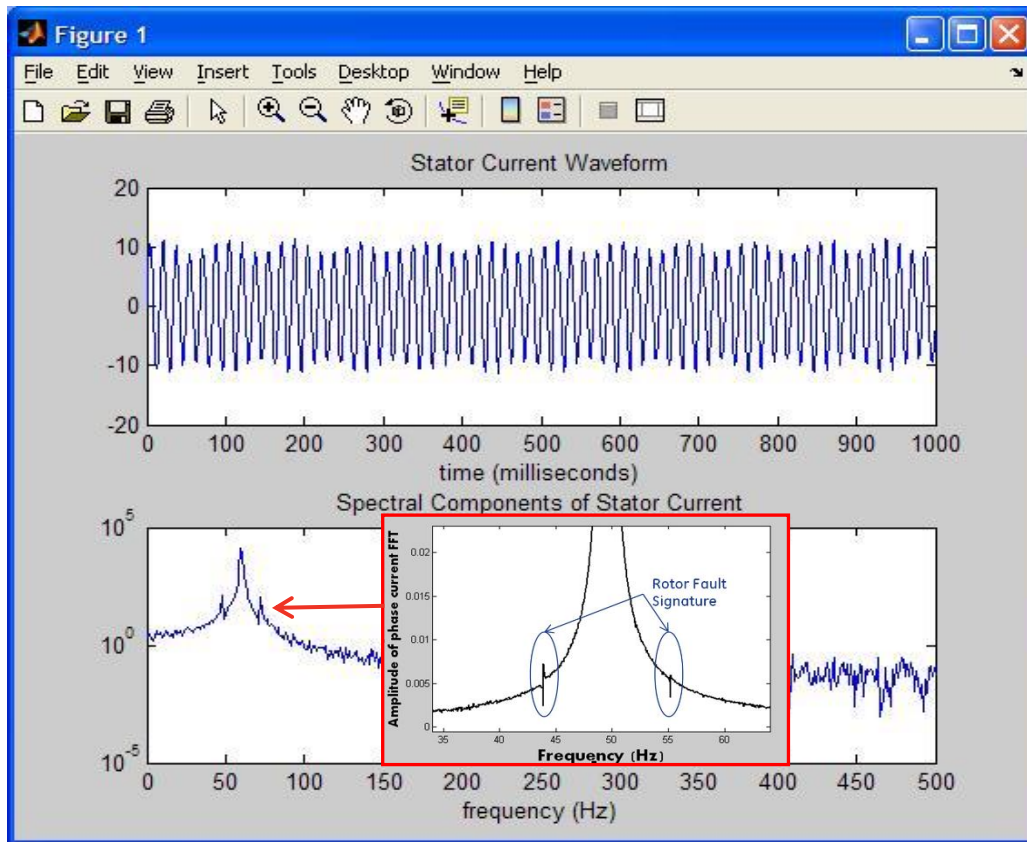 Figure 1
File Edit View Insert Tools Desktop Window Help
Stator Current Waveform
20
10
0
-10
-20
0 100 200 300 400 500 600 700 800 900 1000
time (milliseconds)
Spectral Components of Stator Current
10^5
10^0
10^-5
Amplitude of phase current FFT
0.02
0.015
0.01
0.005
0
Rotor Fault
Signature
35 40 45 50 55 60
Frequency (Hz)
0 50 100 150 200 250 300 350 400 450 500
frequency (Hz)